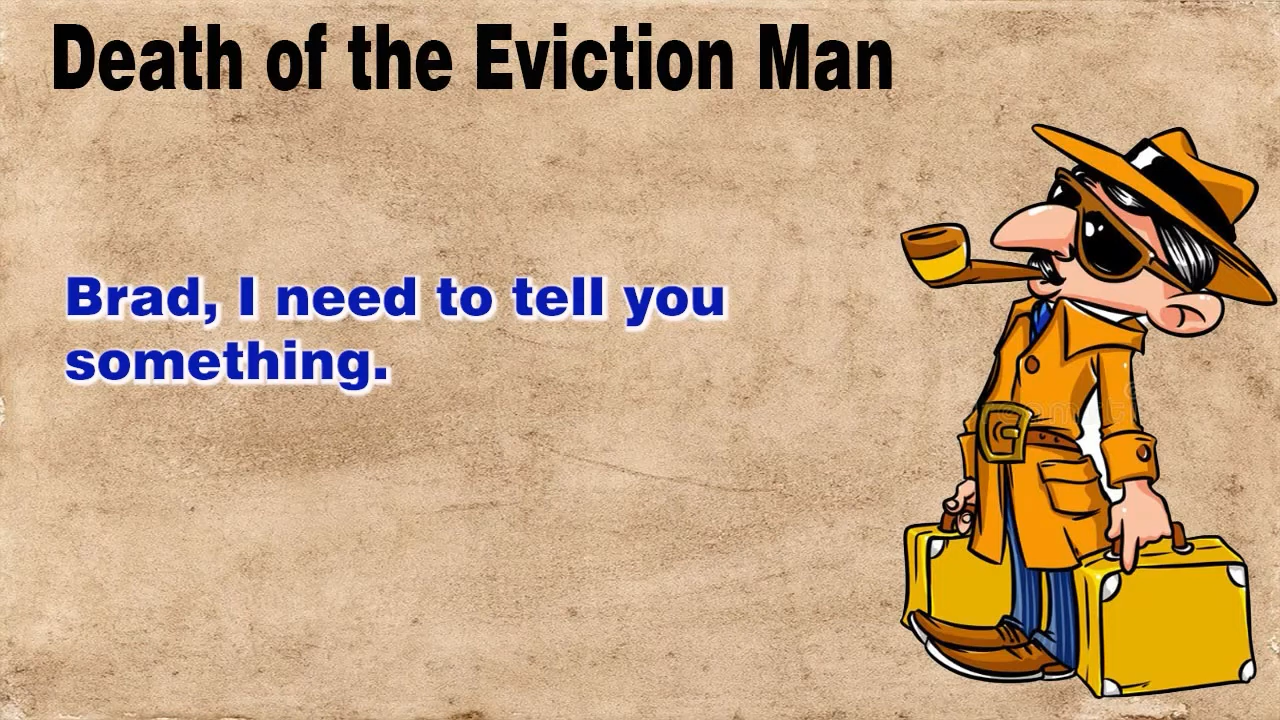 Death of the Eviction Man
Brad, I need to tell you
something.